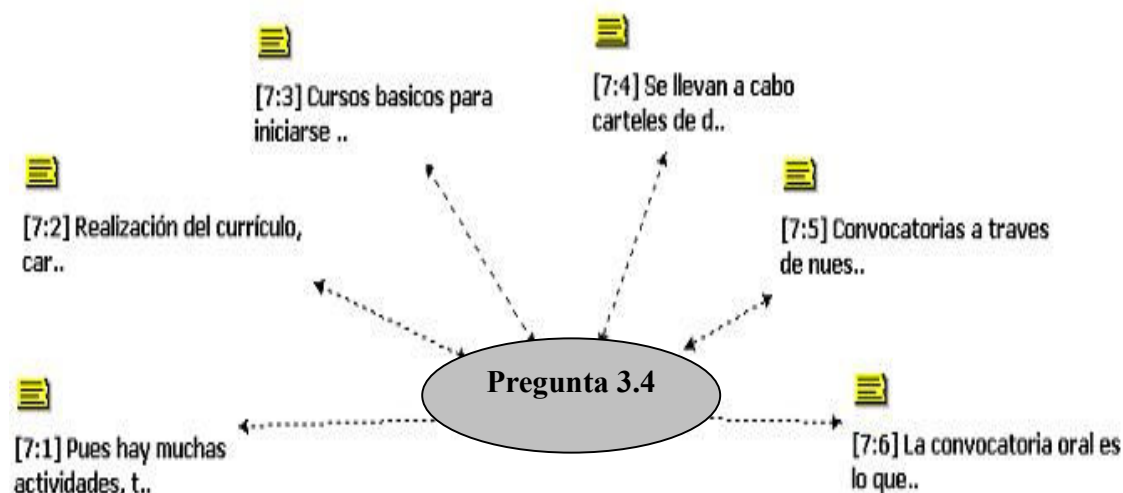 [7:3] Cursos basicos para
iniciarse ..
[7:4] Se llevan a cabo
carteles de d..
[7:2] Realización del currículo,
car..
[7:5] Convocatorias a traves
de nues..
Pregunta 3.4
[7:1] Pues hay muchas
actividades, t..
[7:6] La convocatoria oral es
lo que..